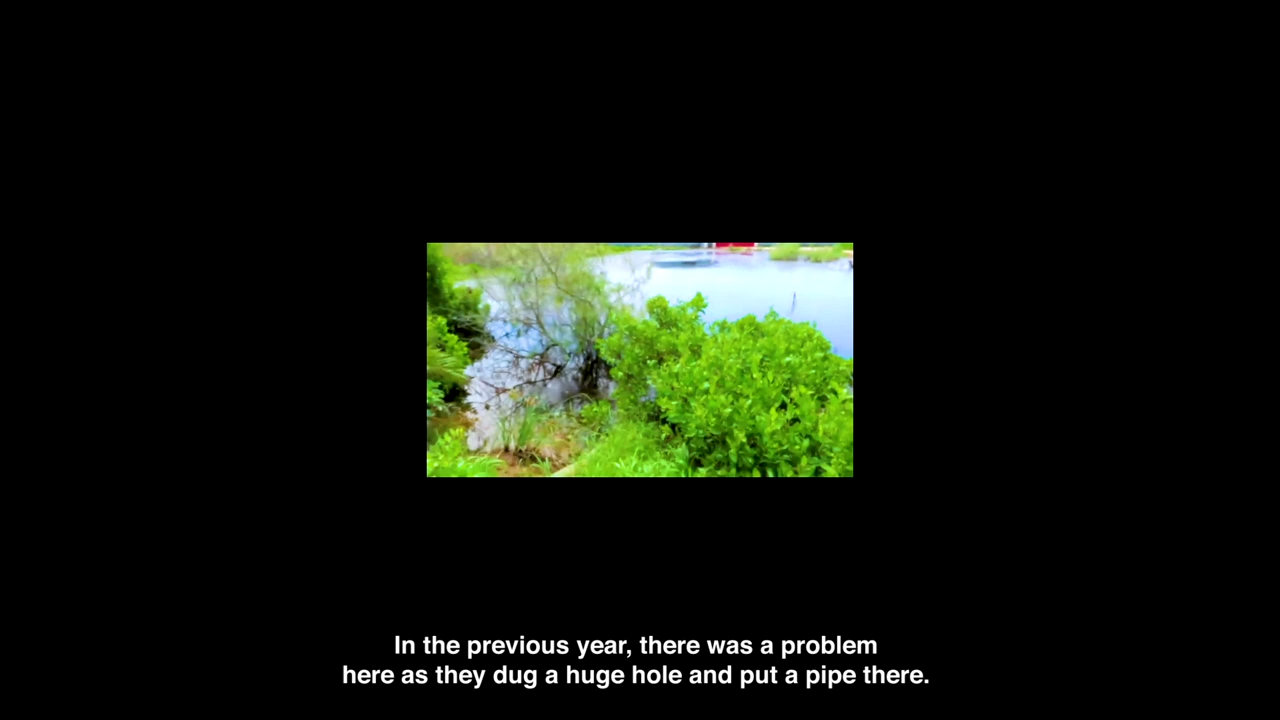 In the previous year, there was a problem
here as they dug a huge hole and put a pipe there.